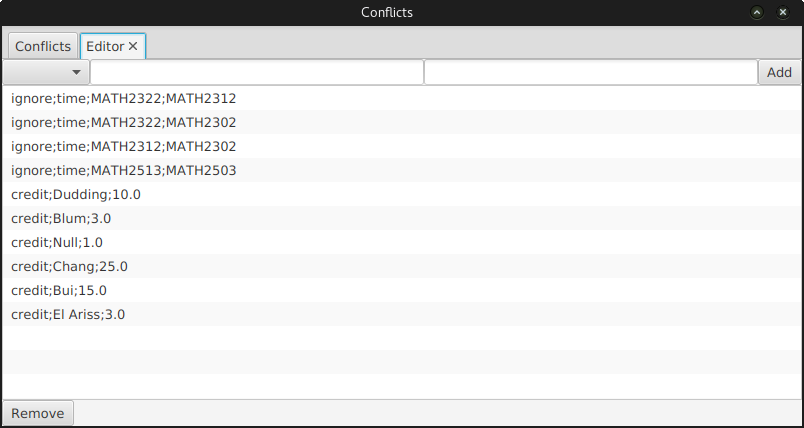 Conflicts
Conflicts Editor
Add
ignore;time;MATH2322;MATH2312
ignore;time;MATH2322;MATH2302
ignore;time;MATH2312;MATH2302
ignore;time;MATH2513;MATH2503
credit;Dudding;10.0
credit;Blum;3.0
credit;Null;1.0
credit;Chang;25.0
credit;Bui;15.0
credit;El Ariss;3.0
Remove